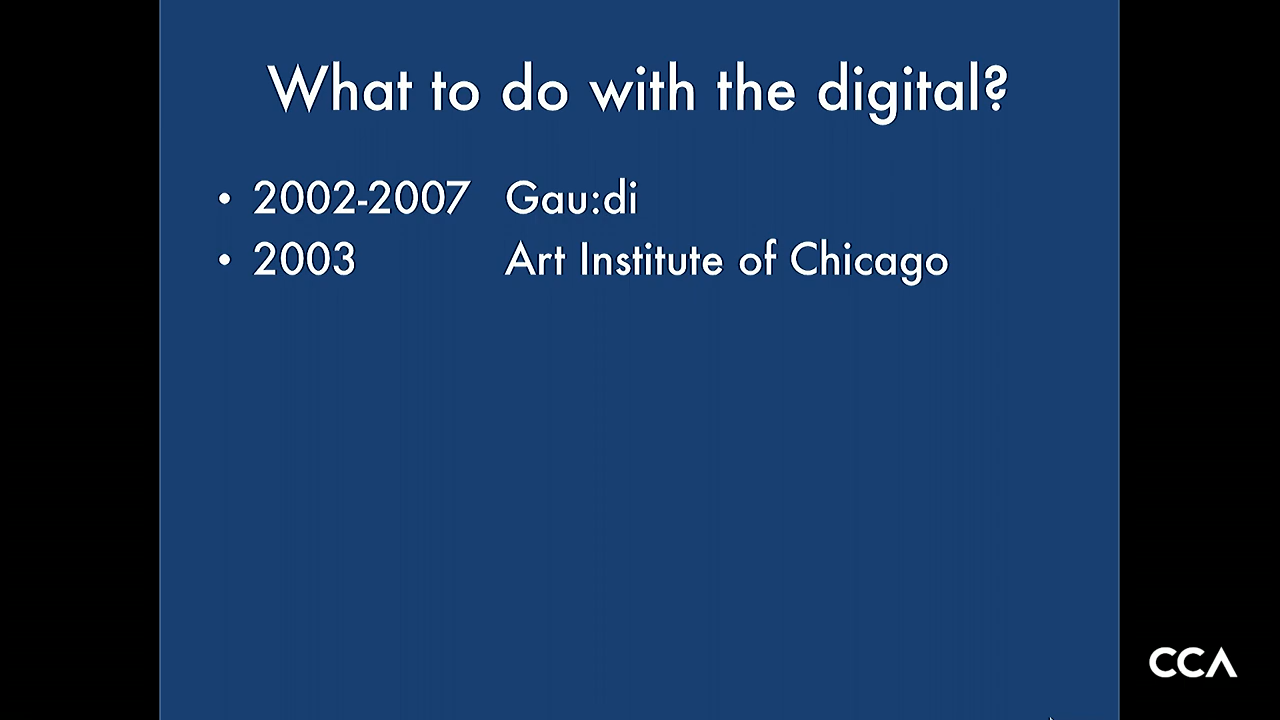 What to do with the digital?
• 2002-2007 Gau:di
• 2003 Art Institute of Chicago
CCA